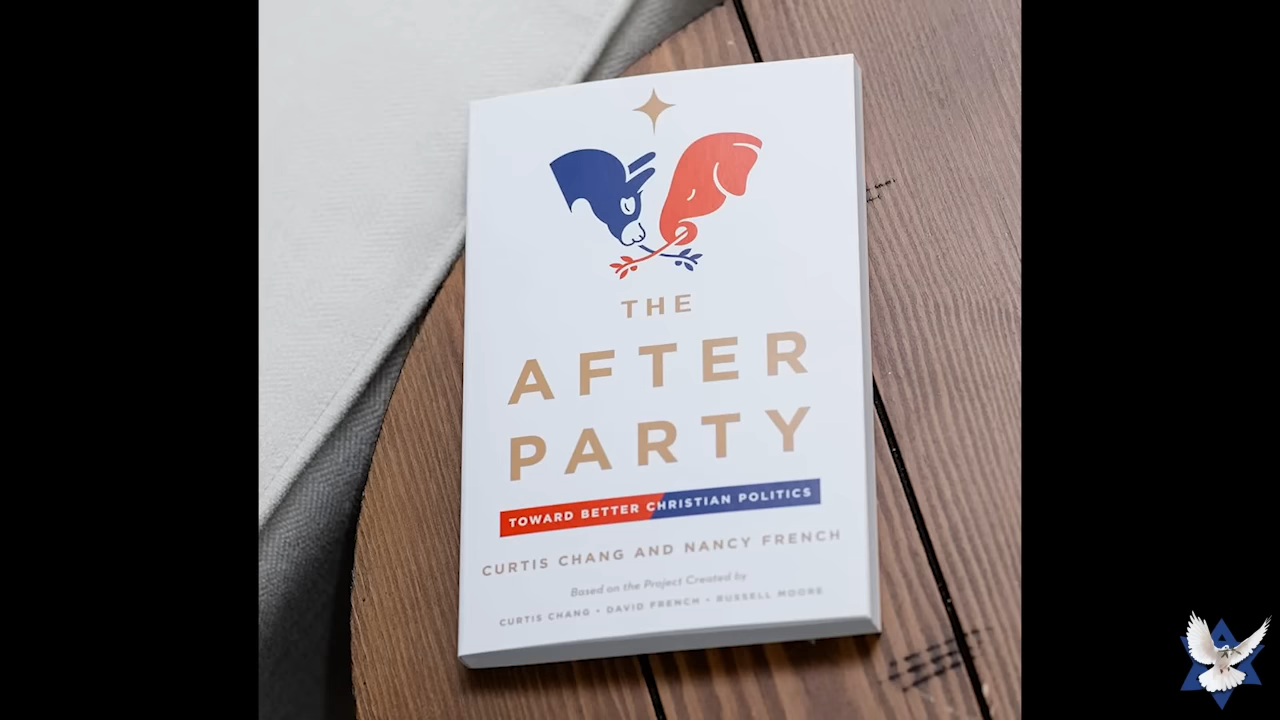 THE
AFTER
PARTY
TOWARD BETTER CHRISTIAN POLITICS
CURTIS CHANG AND NANCY FRENCH
Based on the Project Created by
CURTIS CHANG • DAVID FRENCH • RUSSELL MOORE